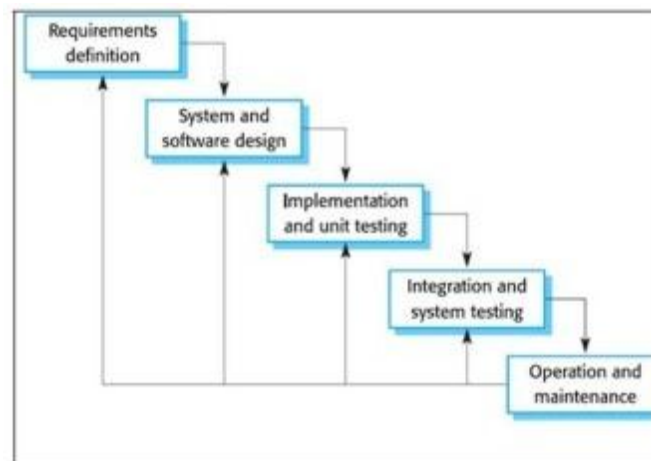 Requirements
definition
System and
software design
Implementation
and unit testing
Integration and
system testing
Operation and
maintenance